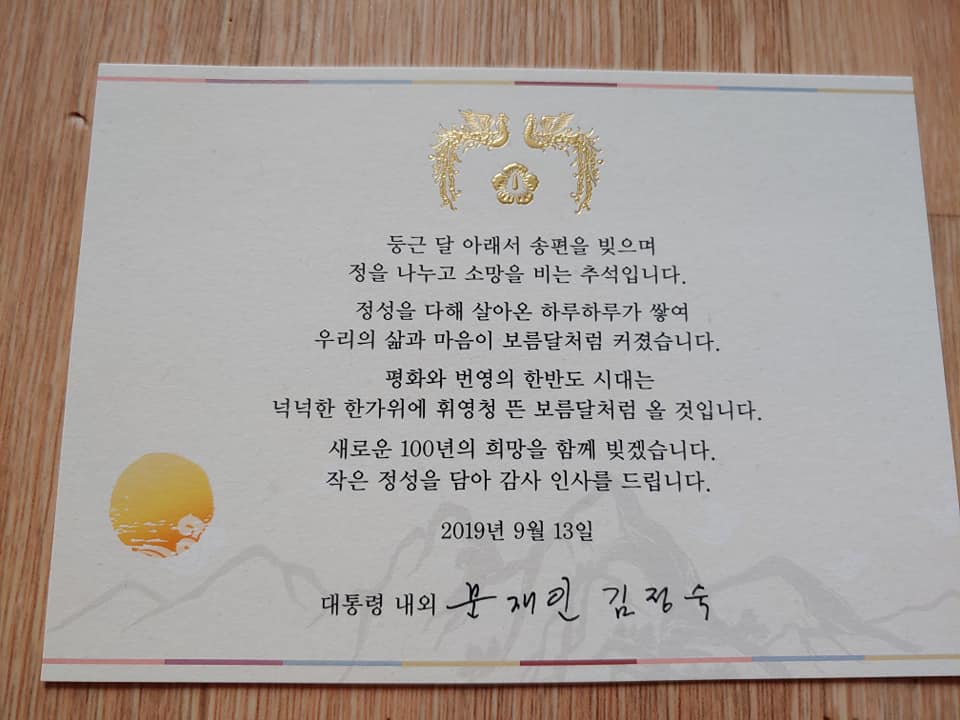 둥근 달 아래서 송편을 빚으며
정을 나누고 소망을 비는 추석입니다.
정성을 다해 살아온 하루하루가 쌓여
우리의 삶과 마음이 보름달처럼 커졌습니다.
평화와 번영의 한반도 시대는
넉넉한 한가위에 휘영청 뜬 보름달처럼 올 것입니다.
새로운 100년의 희망을 함께 빚겠습니다.
작은 정성을 담아 감사 인사를 드립니다.
2019년 9월 13일
대통령 내외 문재인 김정숙